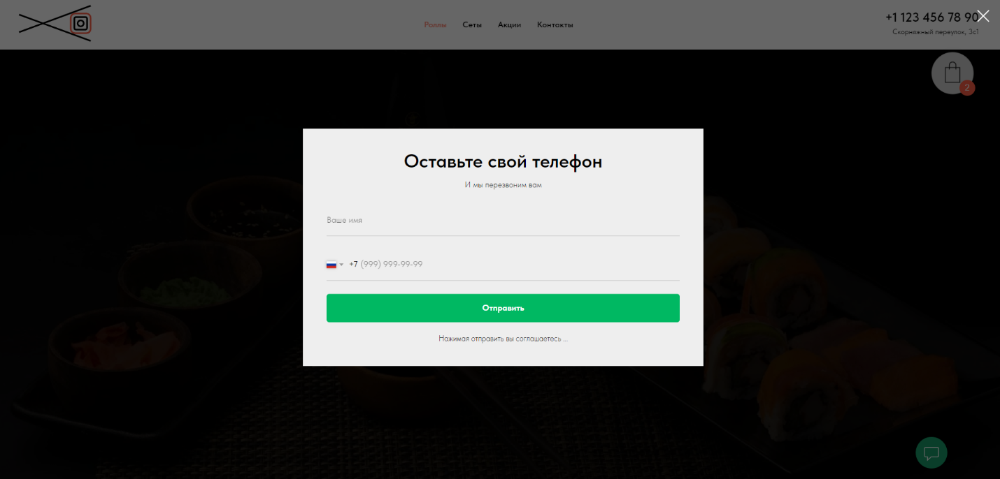 Роллы Сеты Акции Контакты
+1 123 456 78 90
Скорняжный переулок, 3с1
2
Оставьте свой телефон
И мы перезвоним вам
Ваше имя
+7 (999) 999-99-99
Отправить
Нажимая отправить вы соглашаетесь ...